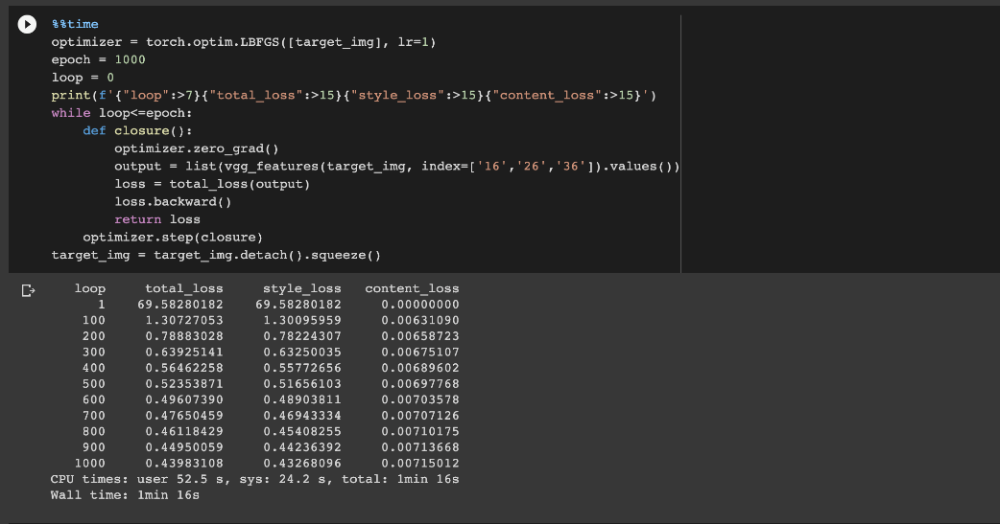 %%time
optimizer = torch.optim.LBFGS([target_img], lr=1)
epoch = 1000
loop = 0
print(f'{"loop":>7}{"total_loss":>15}{"style_loss":>15}{"content_loss":>15}')
while loop<=epoch:
    def closure():
        optimizer.zero_grad()
        output = list(vgg_features(target_img, index=['16','26','36']).values())
        loss = total_loss(output)
        loss.backward()
        return loss
    optimizer.step(closure)
target_img = target_img.detach().squeeze()
loop total_loss style_loss content_loss
1 69.58280182 69.58280182 0.00000000
100 1.30727053 1.30095959 0.00631090
200 0.78883028 0.78224307 0.00658723
300 0.63925141 0.63250035 0.00675107
400 0.56462258 0.55772656 0.00689602
500 0.52353871 0.51656103 0.00697768
600 0.49607390 0.48903811 0.00703578
700 0.47650459 0.46943334 0.00707126
800 0.46118429 0.45408255 0.00710175
900 0.44950059 0.44236392 0.00713668
1000 0.43983108 0.43268096 0.00715012
CPU times: user 52.5 s, sys: 24.2 s, total: 1min 16s
Wall time: 1min 16s